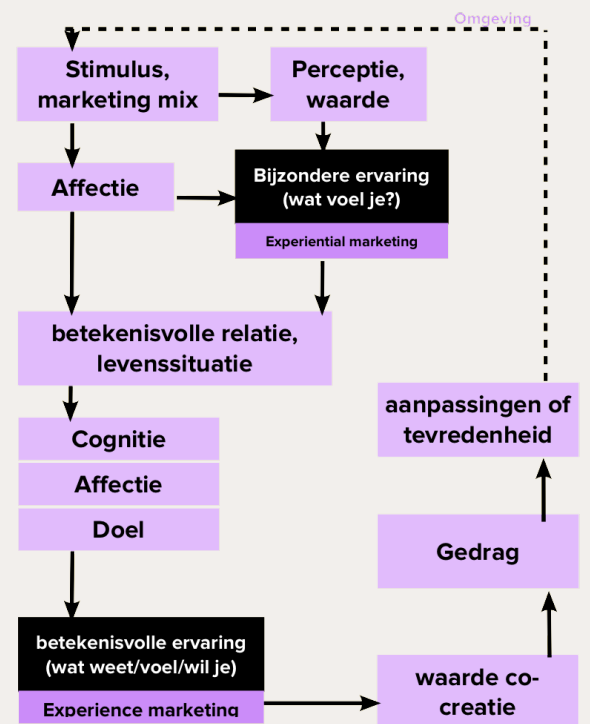 Omgeving
Stimulus,
marketing mix
Perceptie,
waarde
Affectie
Bijzondere ervaring
(wat voel je?)
Experiential marketing
betekenisvolle relatie,
levenssituatie
Cognitie
Affectie
Doel
betekenisvolle ervaring
(wat weet/voel/wil je)
Experience marketing
waarde co-
creatie
Gedrag
aanpassingen of
tevredenheid